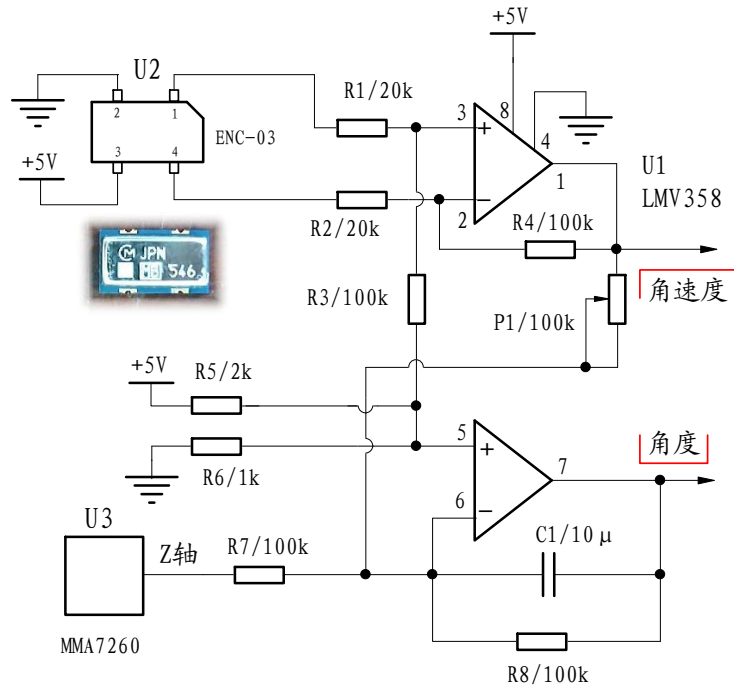 +5V
U2
R1/20k
2
1
3
8
ENC-03
4
+5V
3
4
1
U1
LMV358
R2/20k
2
R4/100k
JPN
546
R3/100k
P1/100k
角速度
+5V
R5/2k
5
7
角度
R6/1k
6
U3
Z轴
R7/100k
C1/10μ
MMA7260
R8/100k